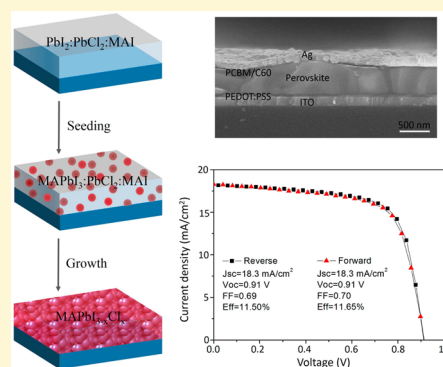 PbI₂:PbCl₂:MAI
Seeding
MAPbI₃:PbCl₂:MAI
Growth
MAPbI₃₋ₓClₓ
Ag
PCBM/C60
Perovskite
PEDOT:PSS
ITO
500 nm
Current density (mA/cm²)
20
15
10
5
0
Reverse
Jsc=18.3 mA/cm²
Voc=0.91 V
FF=0.69
Eff=11.50%
Forward
Jsc=18.3 mA/cm²
Voc=0.91 V
FF=0.70
Eff=11.65%
0.0 0.2 0.4 0.6 0.8
Voltage (V)